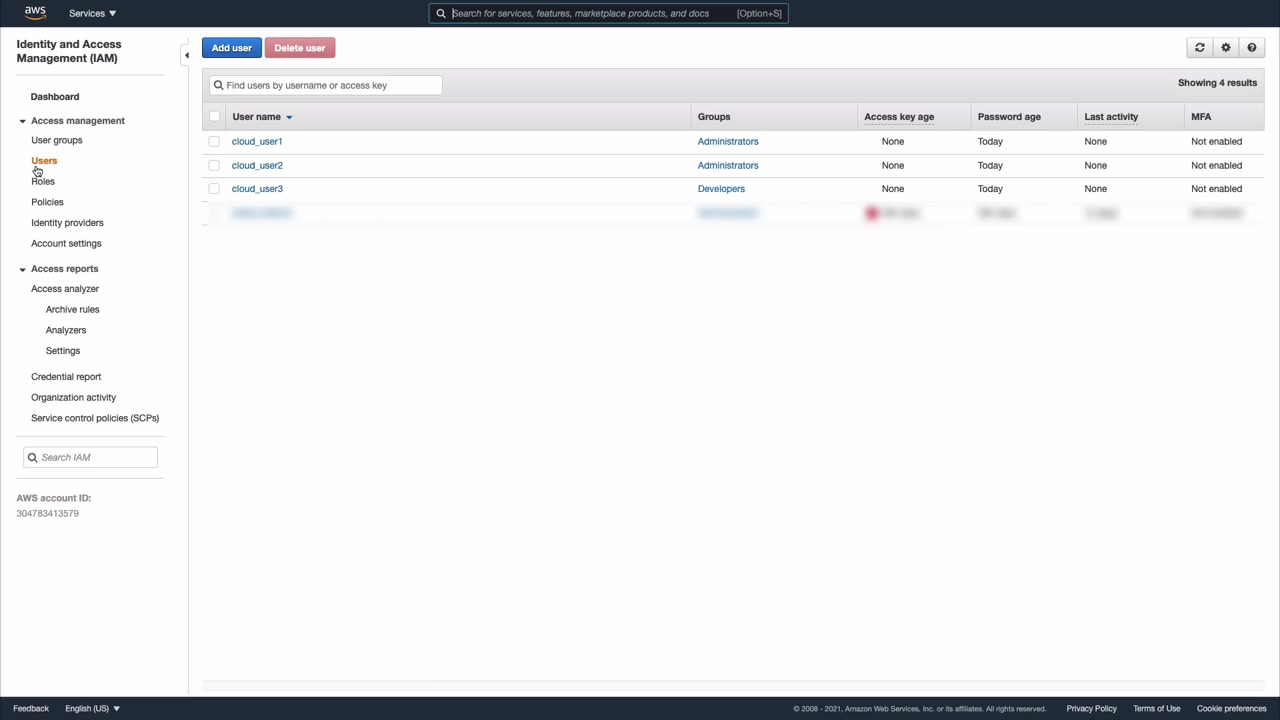 aws
Services
Search for services, features, marketplace products, and docs
[Option+S]
Identity and Access
Management (IAM)
Dashboard
Access management
User groups
Users
Roles
Policies
Identity providers
Account settings
Access reports
Access analyzer
Archive rules
Analyzers
Settings
Credential report
Organization activity
Service control policies (SCPs)
Search IAM
AWS account ID:
304783413579
Add user
Delete user
Find users by username or access key
Showing 4 results
User name Groups Access key age Password age Last activity MFA
cloud_user1 Administrators None Today None Not enabled
cloud_user2 Administrators None Today None Not enabled
cloud_user3 Developers None Today None Not enabled
Feedback English (US) © 2008 - 2021, Amazon Web Services, Inc. or its affiliates. All rights reserved. Privacy Policy Terms of Use Cookie preferences